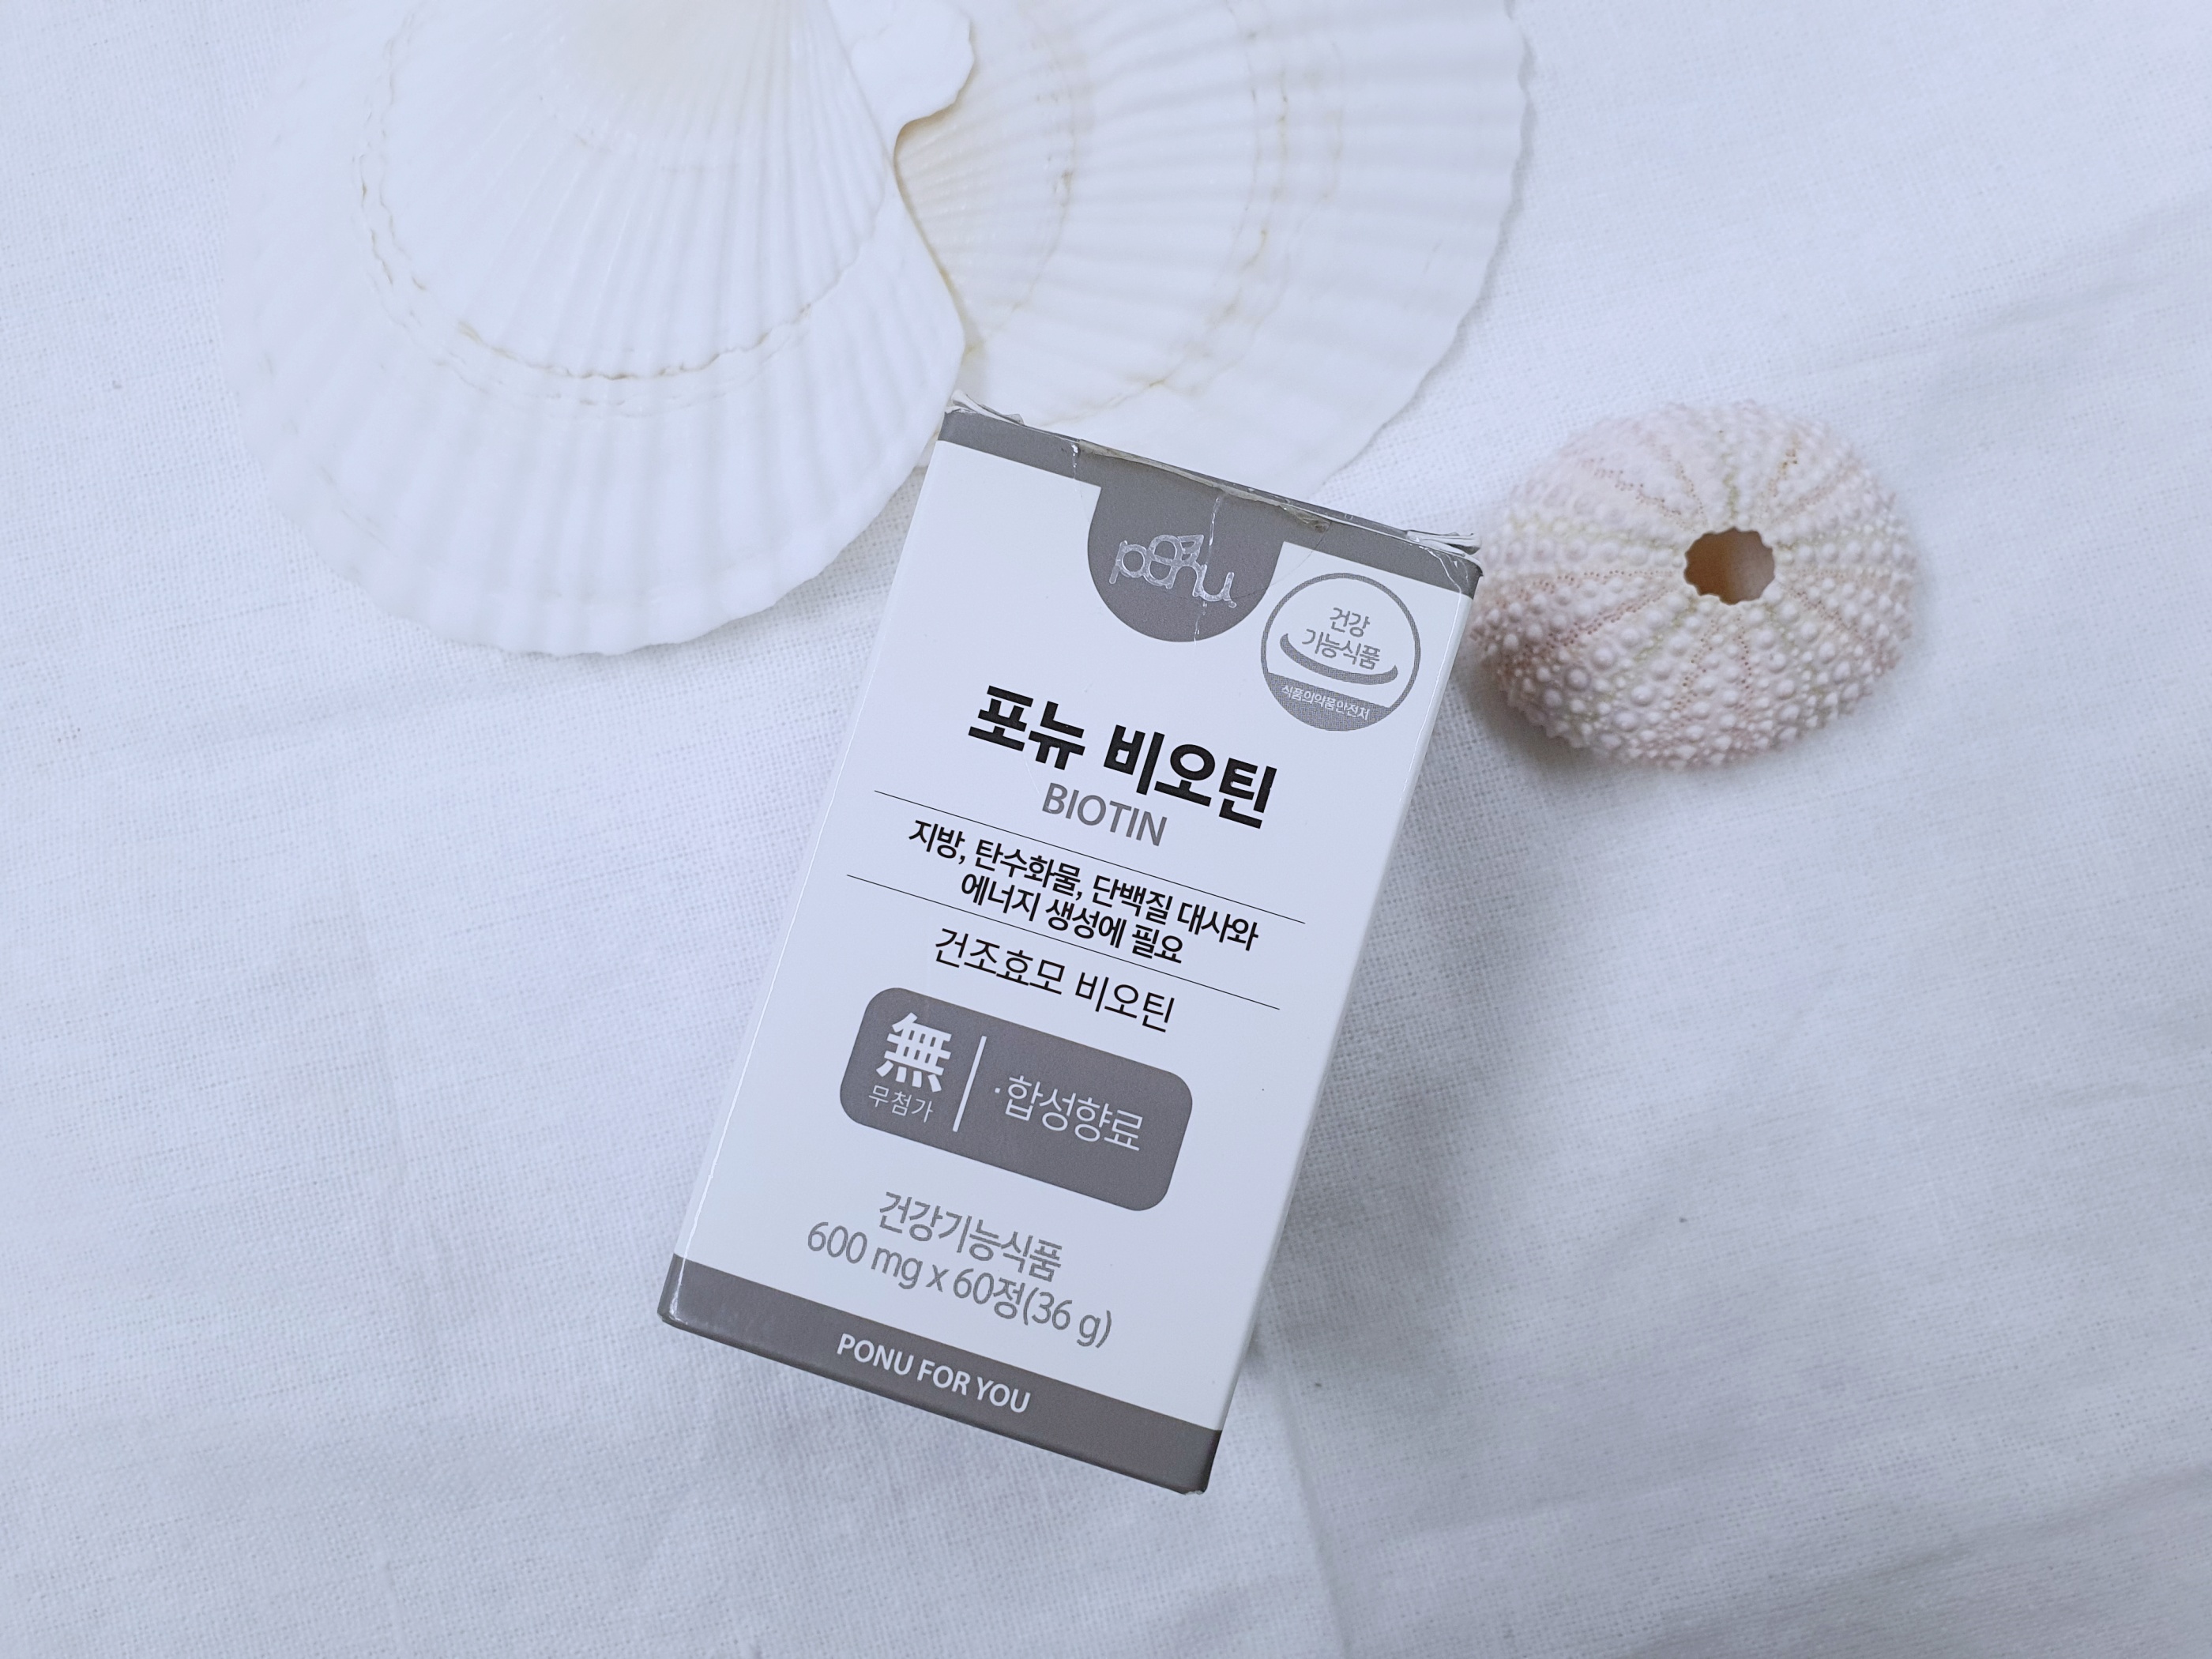 ponu
건강
기능식품
식품의약품안전처
포뉴 비오틴
BIOTIN
지방, 탄수화물, 단백질 대사와
에너지 생성에 필요
건조효모 비오틴
無
무첨가
·합성향료
건강기능식품
600 mg x 60정(36 g)
PONU FOR YOU